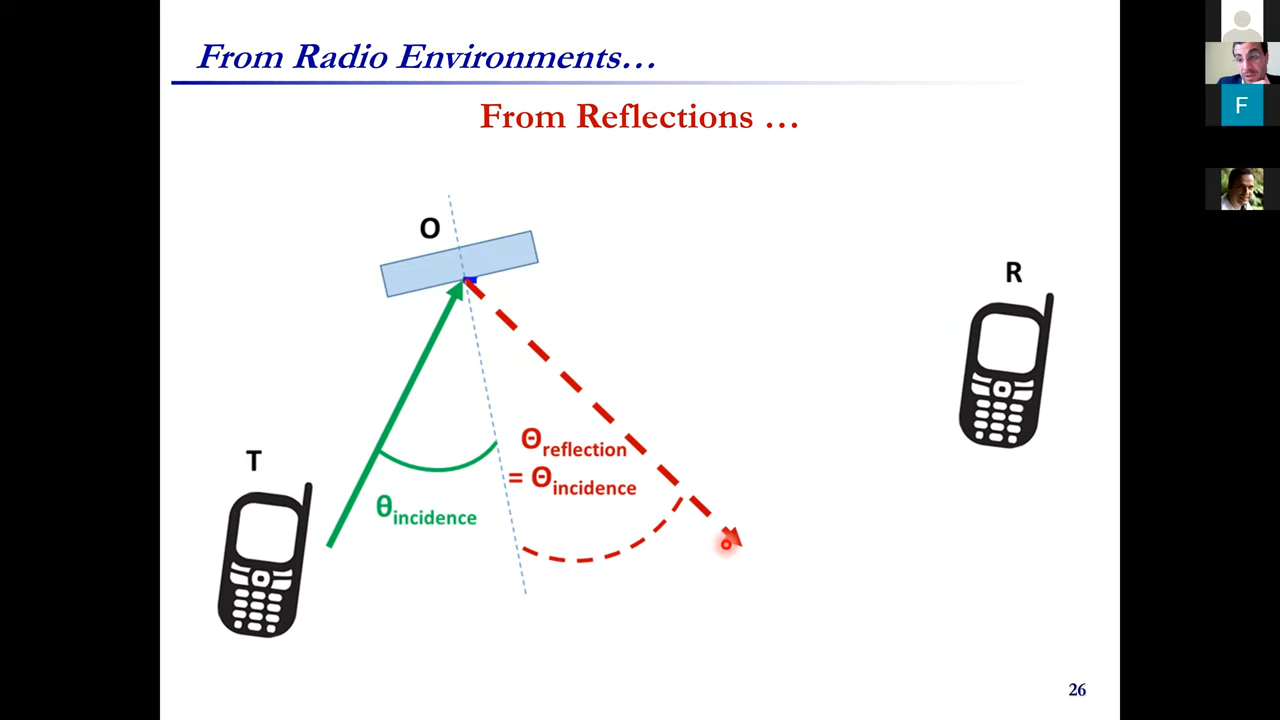 From Radio Environments…
From Reflections …
O
R
T
θincidence
Θreflection
= Θincidence
F
26